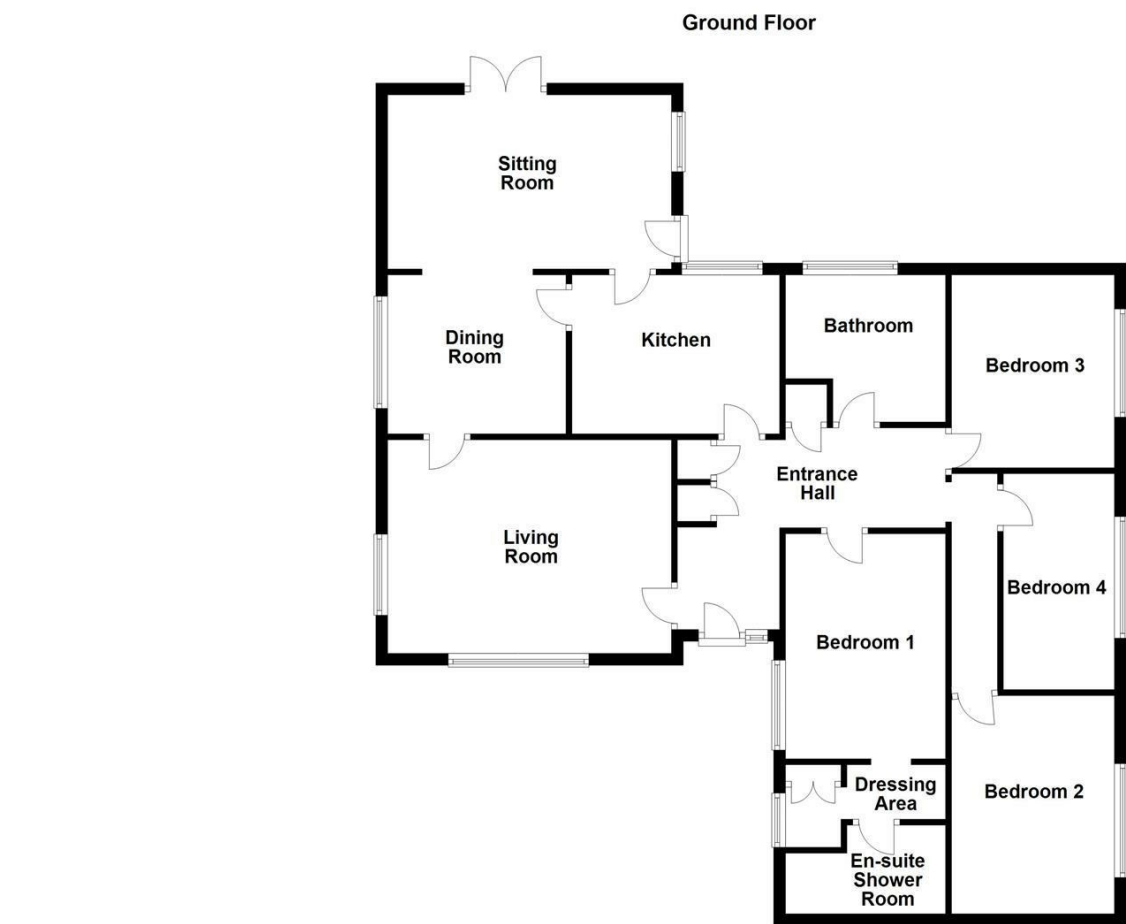 Ground Floor
Sitting
Room
Dining
Room
Kitchen
Bathroom
Bedroom 3
Entrance
Hall
Living
Room
Bedroom 4
Bedroom 1
Dressing
Area
Bedroom 2
En-suite
Shower
Room